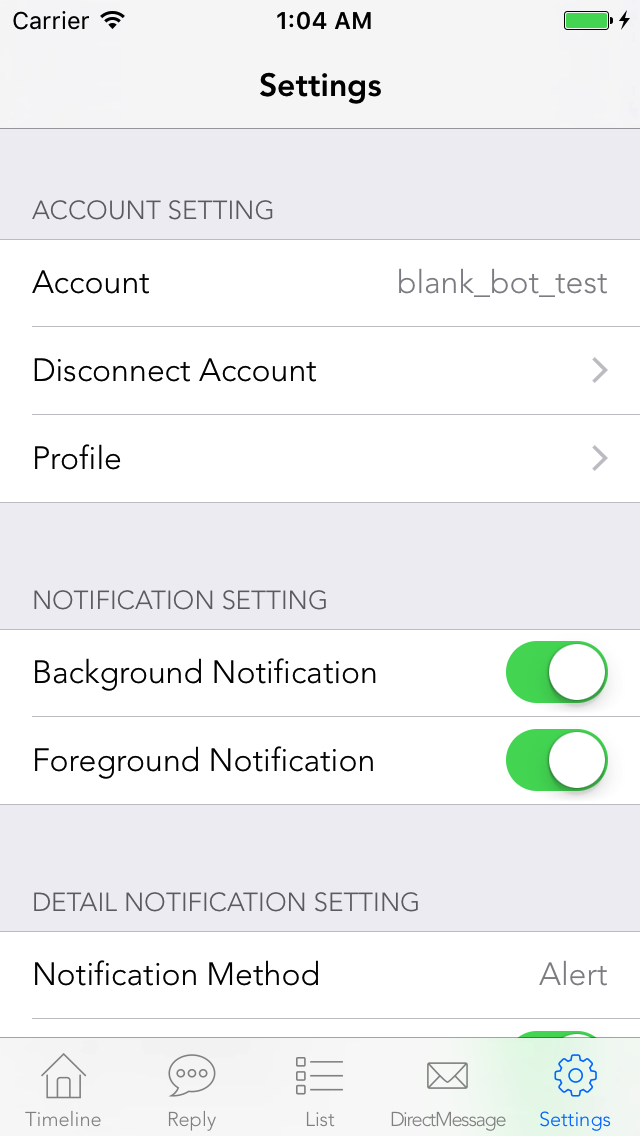 Carrier 1:04 AM
Settings
ACCOUNT SETTING
Account blank_bot_test
Disconnect Account
Profile
NOTIFICATION SETTING
Background Notification
Foreground Notification
DETAIL NOTIFICATION SETTING
Notification Method Alert
Timeline Reply List DirectMessage Settings